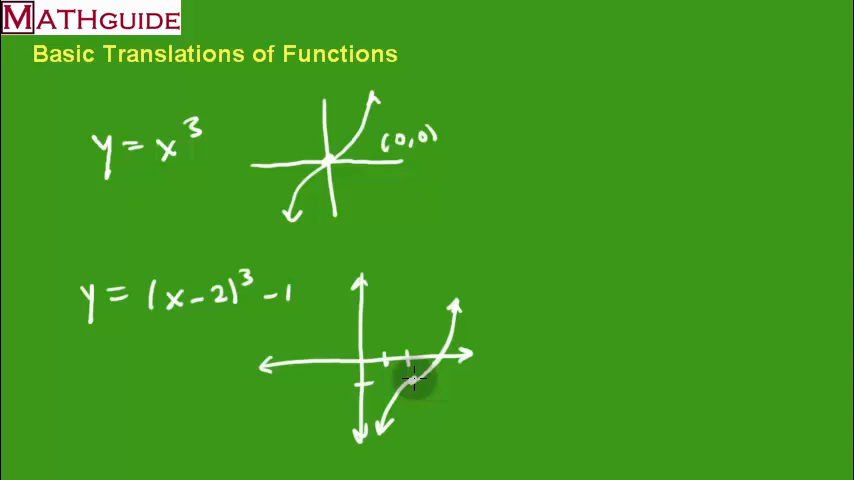 MATHGUIDE
Basic Translations of Functions
y = x³
(0,0)
y = (x - 2)³ - 1